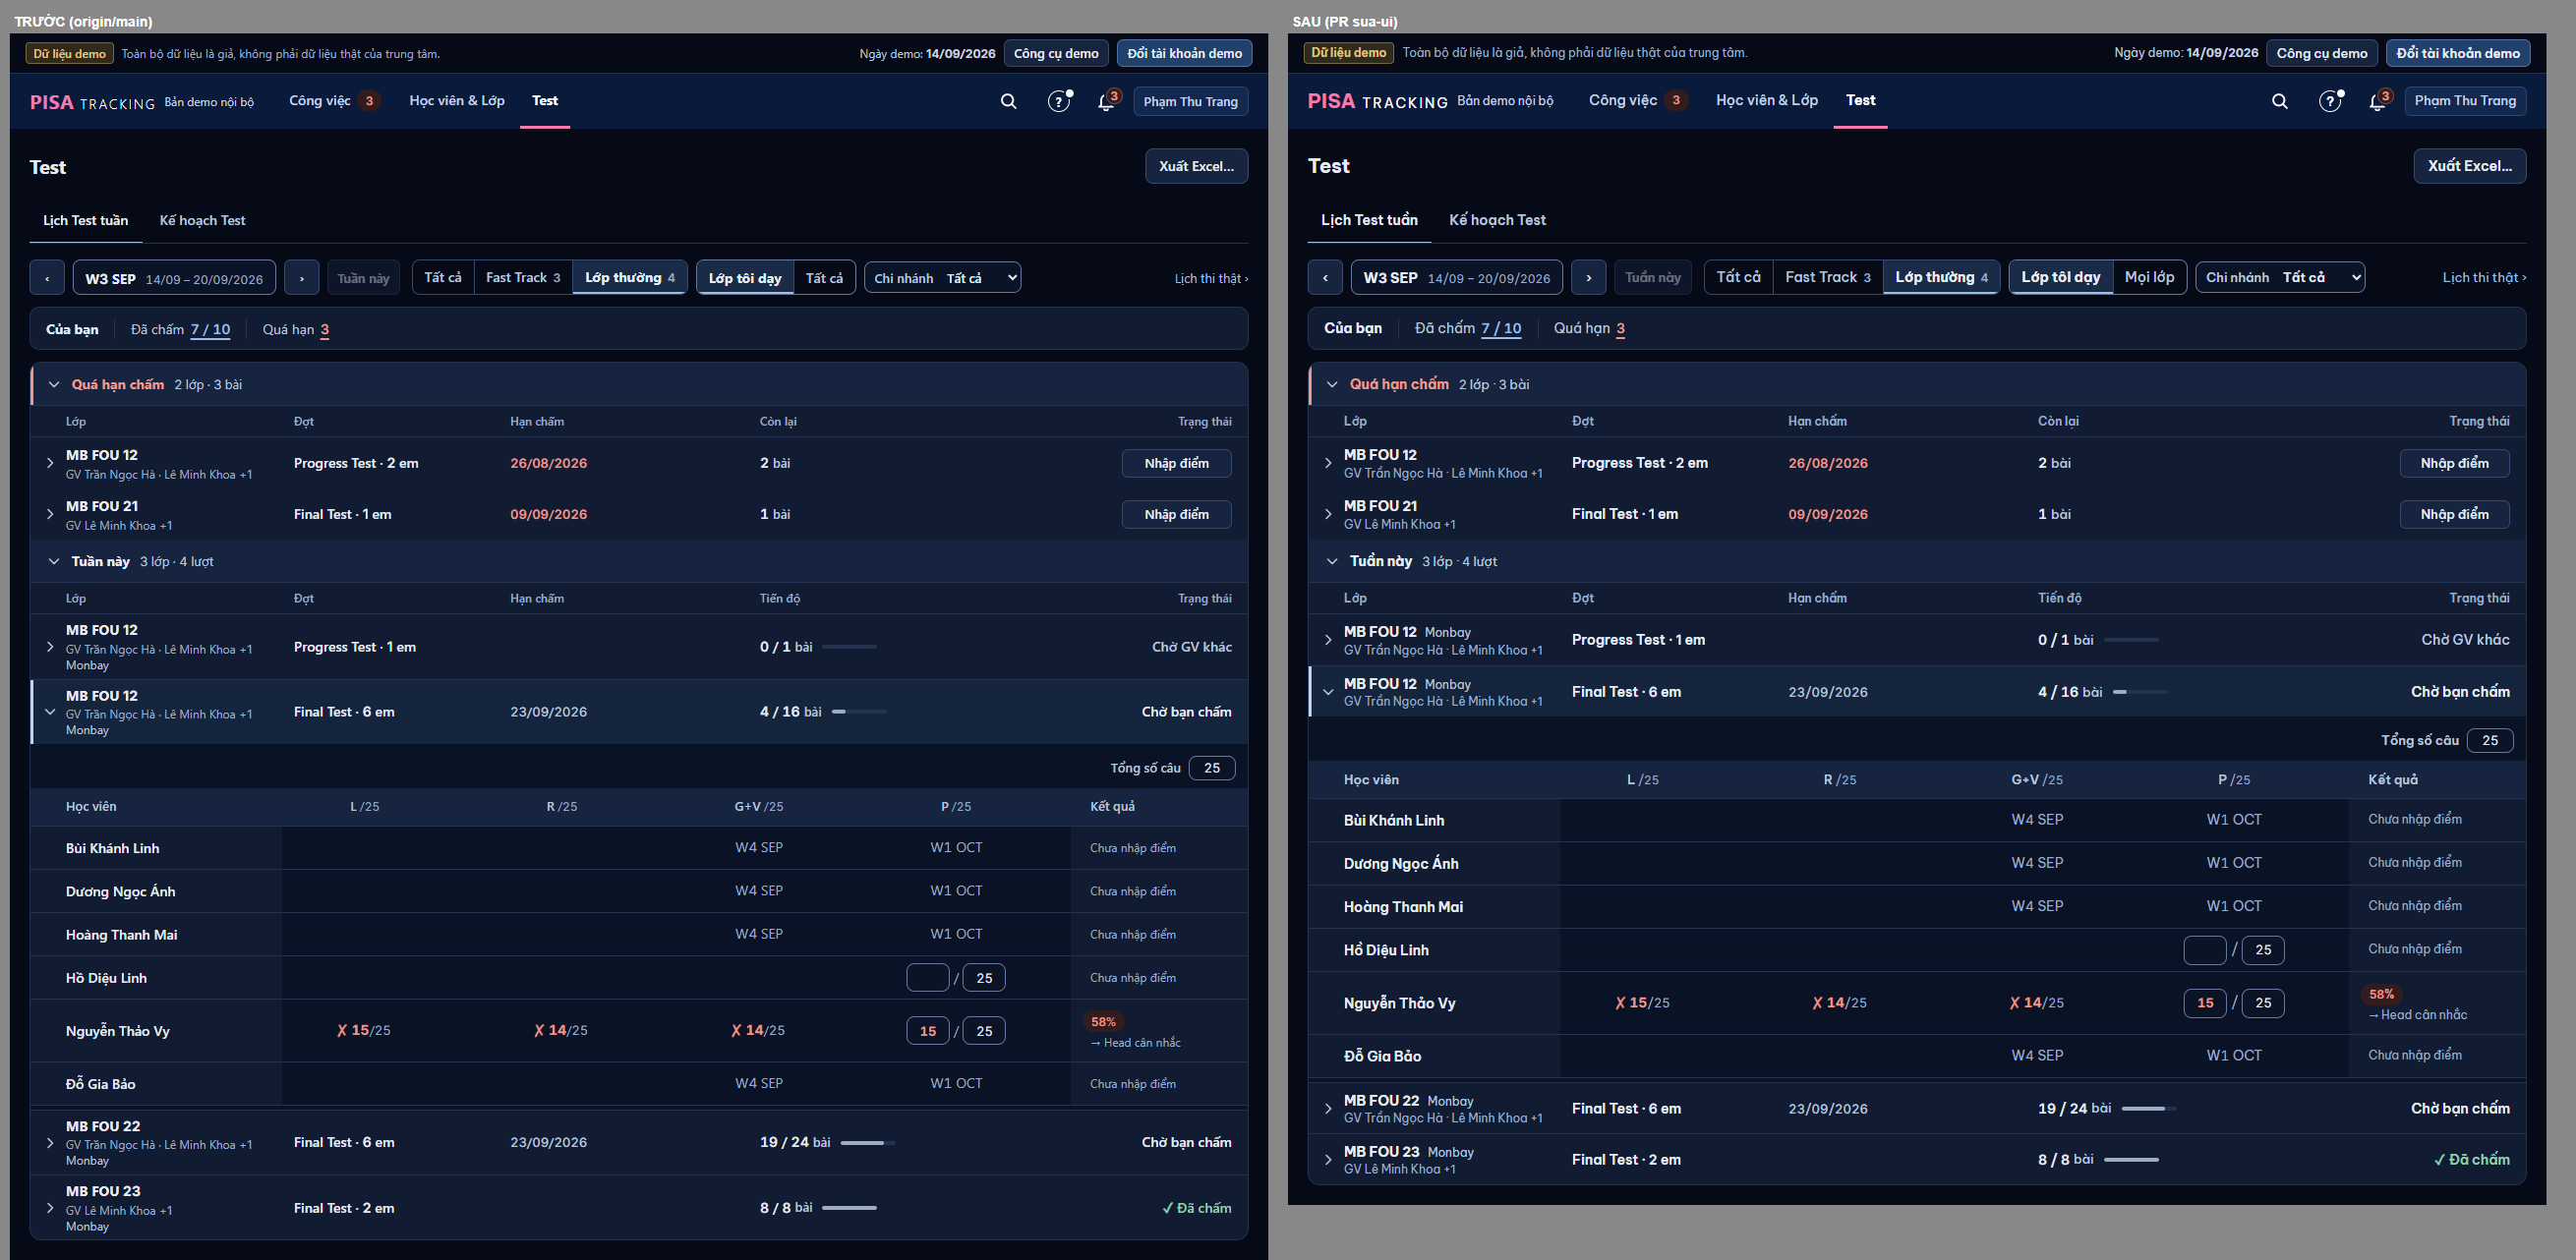 TRƯỚC (origin/main)
Dữ liệu demo Toàn bộ dữ liệu là giả, không phải dữ liệu thật của trung tâm. Ngày demo: 14/09/2026 Công cụ demo Đổi tài khoản demo
PISA TRACKING Bản demo nội bộ Công việc 3 Học viên & Lớp Test ? 3 Phạm Thu Trang
Test Xuất Excel...
Lịch Test tuần Kế hoạch Test
‹ W3 SEP 14/09 – 20/09/2026 › Tuần này Tất cả Fast Track 3 Lớp thường 4 Lớp tôi dạy Tất cả Chi nhánh Tất cả Lịch thi thật ›
Của bạn Đã chấm 7 / 10 Quá hạn 3
Quá hạn chấm 2 lớp · 3 bài
Lớp Đợt Hạn chấm Còn lại Trạng thái
MB FOU 12
GV Trần Ngọc Hà · Lê Minh Khoa +1
Progress Test · 2 em 26/08/2026 2 bài Nhập điểm
MB FOU 21
GV Lê Minh Khoa +1
Final Test · 1 em 09/09/2026 1 bài Nhập điểm
Tuần này 3 lớp · 4 lượt
Lớp Đợt Hạn chấm Tiến độ Trạng thái
MB FOU 12
GV Trần Ngọc Hà · Lê Minh Khoa +1
Monbay
Progress Test · 1 em 0 / 1 bài Chờ GV khác
MB FOU 12
GV Trần Ngọc Hà · Lê Minh Khoa +1
Monbay
Final Test · 6 em 23/09/2026 4 / 16 bài Chờ bạn chấm
Tổng số câu 25
Học viên L /25 R /25 G+V /25 P /25 Kết quả
Bùi Khánh Linh W4 SEP W1 OCT Chưa nhập điểm
Dương Ngọc Ánh W4 SEP W1 OCT Chưa nhập điểm
Hoàng Thanh Mai W4 SEP W1 OCT Chưa nhập điểm
Hồ Diệu Linh / 25 Chưa nhập điểm
Nguyễn Thảo Vy ✗ 15/25 ✗ 14/25 ✗ 14/25 15 / 25 58%
→ Head cân nhắc
Đỗ Gia Bảo W4 SEP W1 OCT Chưa nhập điểm
MB FOU 22
GV Trần Ngọc Hà · Lê Minh Khoa +1
Monbay
Final Test · 6 em 23/09/2026 19 / 24 bài Chờ bạn chấm
MB FOU 23
GV Lê Minh Khoa +1
Monbay
Final Test · 2 em 8 / 8 bài ✓ Đã chấm
SAU (PR sua-ui)
Dữ liệu demo Toàn bộ dữ liệu là giả, không phải dữ liệu thật của trung tâm. Ngày demo: 14/09/2026 Công cụ demo Đổi tài khoản demo
PISA TRACKING Bản demo nội bộ Công việc 3 Học viên & Lớp Test ? 3 Phạm Thu Trang
Test Xuất Excel...
Lịch Test tuần Kế hoạch Test
‹ W3 SEP 14/09 – 20/09/2026 › Tuần này Tất cả Fast Track 3 Lớp thường 4 Lớp tôi dạy Mọi lớp Chi nhánh Tất cả Lịch thi thật ›
Của bạn Đã chấm 7 / 10 Quá hạn 3
Quá hạn chấm 2 lớp · 3 bài
Lớp Đợt Hạn chấm Còn lại Trạng thái
MB FOU 12
GV Trần Ngọc Hà · Lê Minh Khoa +1
Progress Test · 2 em 26/08/2026 2 bài Nhập điểm
MB FOU 21
GV Lê Minh Khoa +1
Final Test · 1 em 09/09/2026 1 bài Nhập điểm
Tuần này 3 lớp · 4 lượt
Lớp Đợt Hạn chấm Tiến độ Trạng thái
MB FOU 12 Monbay
GV Trần Ngọc Hà · Lê Minh Khoa +1
Progress Test · 1 em 0 / 1 bài Chờ GV khác
MB FOU 12 Monbay
GV Trần Ngọc Hà · Lê Minh Khoa +1
Final Test · 6 em 23/09/2026 4 / 16 bài Chờ bạn chấm
Tổng số câu 25
Học viên L /25 R /25 G+V /25 P /25 Kết quả
Bùi Khánh Linh W4 SEP W1 OCT Chưa nhập điểm
Dương Ngọc Ánh W4 SEP W1 OCT Chưa nhập điểm
Hoàng Thanh Mai W4 SEP W1 OCT Chưa nhập điểm
Hồ Diệu Linh / 25 Chưa nhập điểm
Nguyễn Thảo Vy ✗ 15/25 ✗ 14/25 ✗ 14/25 15 / 25 58%
→ Head cân nhắc
Đỗ Gia Bảo W4 SEP W1 OCT Chưa nhập điểm
MB FOU 22 Monbay
GV Trần Ngọc Hà · Lê Minh Khoa +1
Final Test · 6 em 23/09/2026 19 / 24 bài Chờ bạn chấm
MB FOU 23 Monbay
GV Lê Minh Khoa +1
Final Test · 2 em 8 / 8 bài ✓ Đã chấm